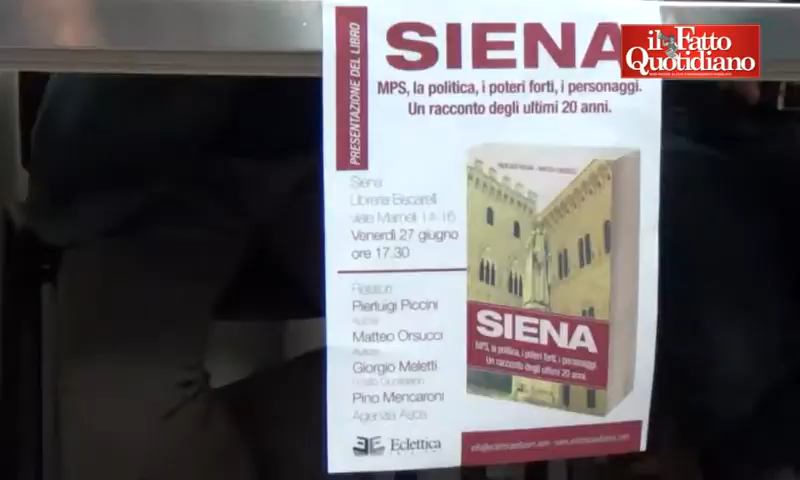 PRESENTAZIONE DEL LIBRO
SIENA
il Fatto
Quotidiano
MPS, la politica, i poteri forti, i personaggi.
Un racconto degli ultimi 20 anni.
Siena
Libreria
viale Mameli 14-16
Venerdì 27 giugno
ore 17.30
Relatori
Pierluigi Piccini
Autore
Matteo Orsucci
Autore
Giorgio Meletti
Il Fatto Quotidiano
Pino Mencaroni
Agenzia
Eclettica
SIENA
MPS, la politica, i poteri forti, i personaggi.
Un racconto degli ultimi 20 anni.